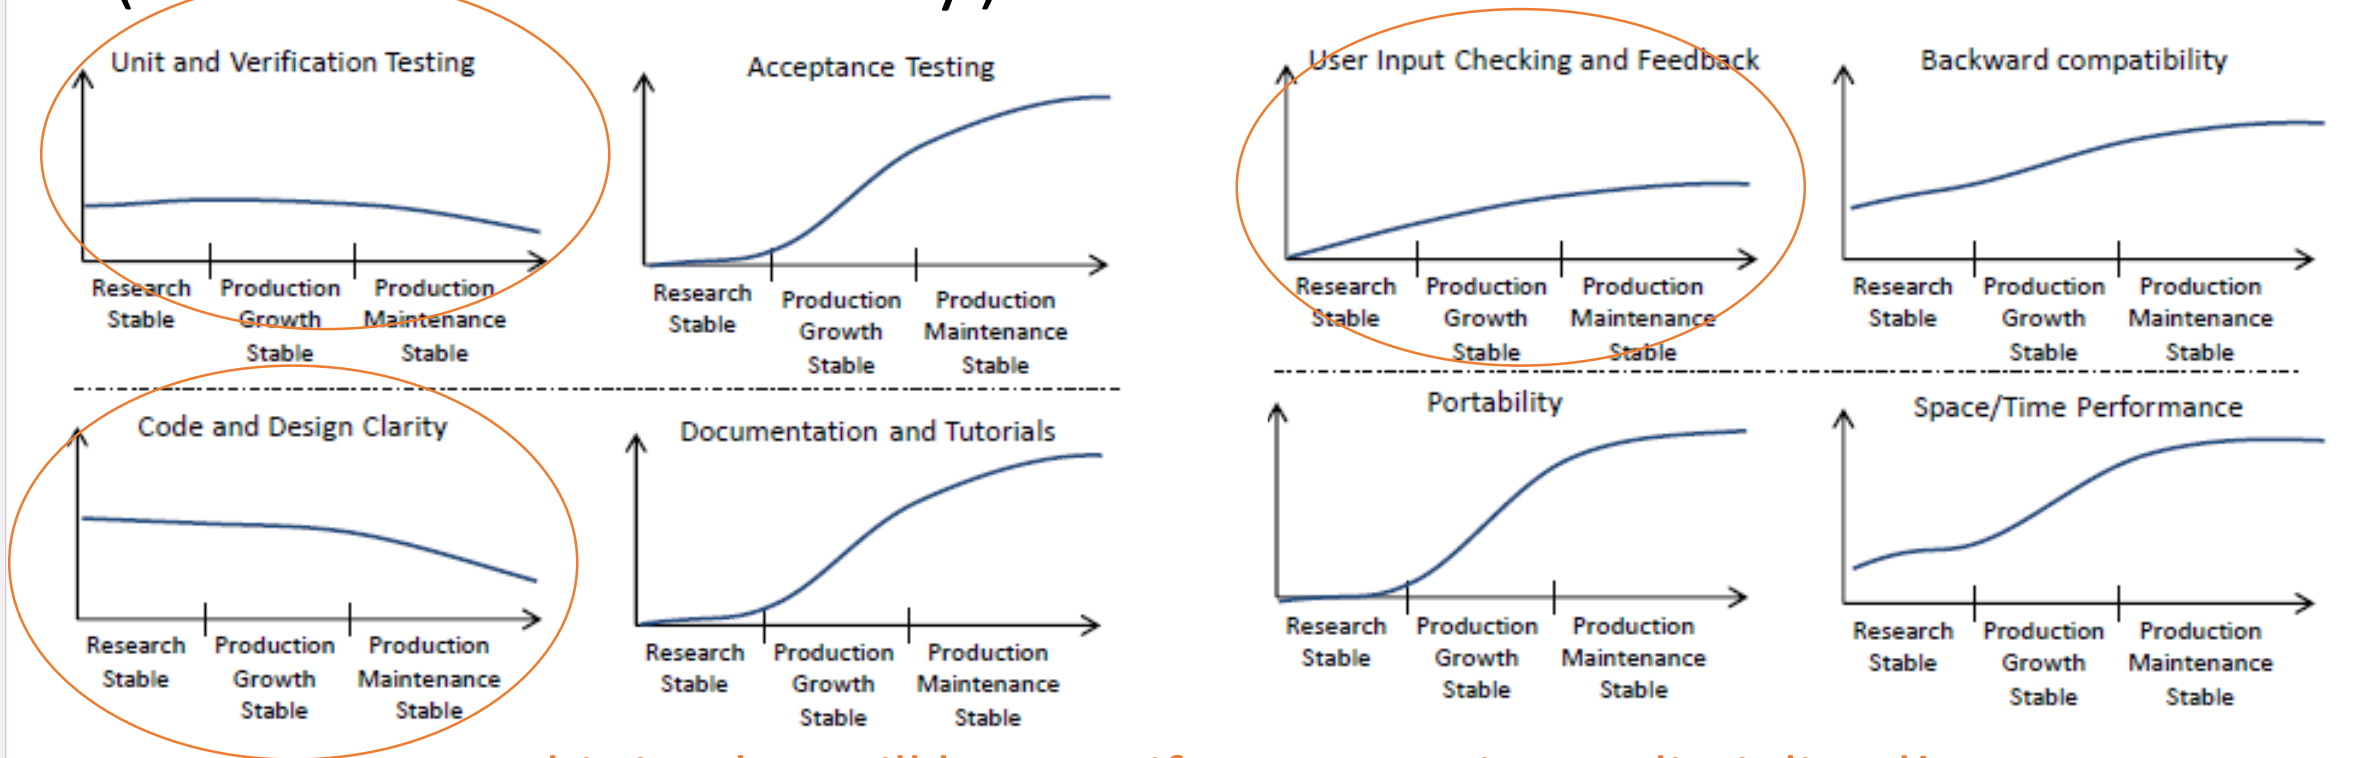 Unit and Verification Testing
Research
Stable
Production
Growth
Stable
Production
Maintenance
Stable
Acceptance Testing
Research
Stable
Production
Growth
Stable
Production
Maintenance
Stable
User Input Checking and Feedback
Research
Stable
Production
Growth
Stable
Production
Maintenance
Stable
Backward compatibility
Research
Stable
Production
Growth
Stable
Production
Maintenance
Stable
Code and Design Clarity
Research
Stable
Production
Growth
Stable
Production
Maintenance
Stable
Documentation and Tutorials
Research
Stable
Production
Growth
Stable
Production
Maintenance
Stable
Portability
Research
Stable
Production
Growth
Stable
Production
Maintenance
Stable
Space/Time Performance
Research
Stable
Production
Growth
Stable
Production
Maintenance
Stable